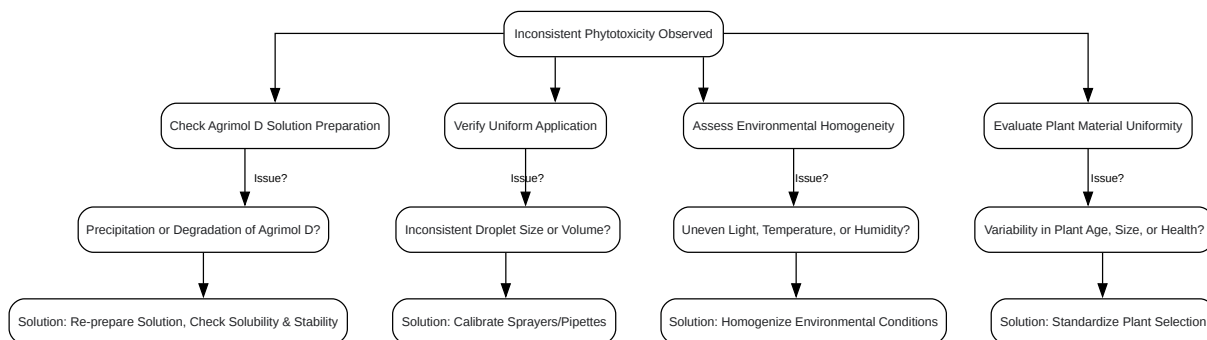 Inconsistent Phytotoxicity Observed
Check Agrimol D Solution Preparation
Verify Uniform Application
Assess Environmental Homogeneity
Evaluate Plant Material Uniformity
Issue?
Issue?
Issue?
Issue?
Precipitation or Degradation of Agrimol D?
Inconsistent Droplet Size or Volume?
Uneven Light, Temperature, or Humidity?
Variability in Plant Age, Size, or Health?
Solution: Re-prepare Solution, Check Solubility & Stability
Solution: Calibrate Sprayers/Pipettes
Solution: Homogenize Environmental Conditions
Solution: Standardize Plant Selection